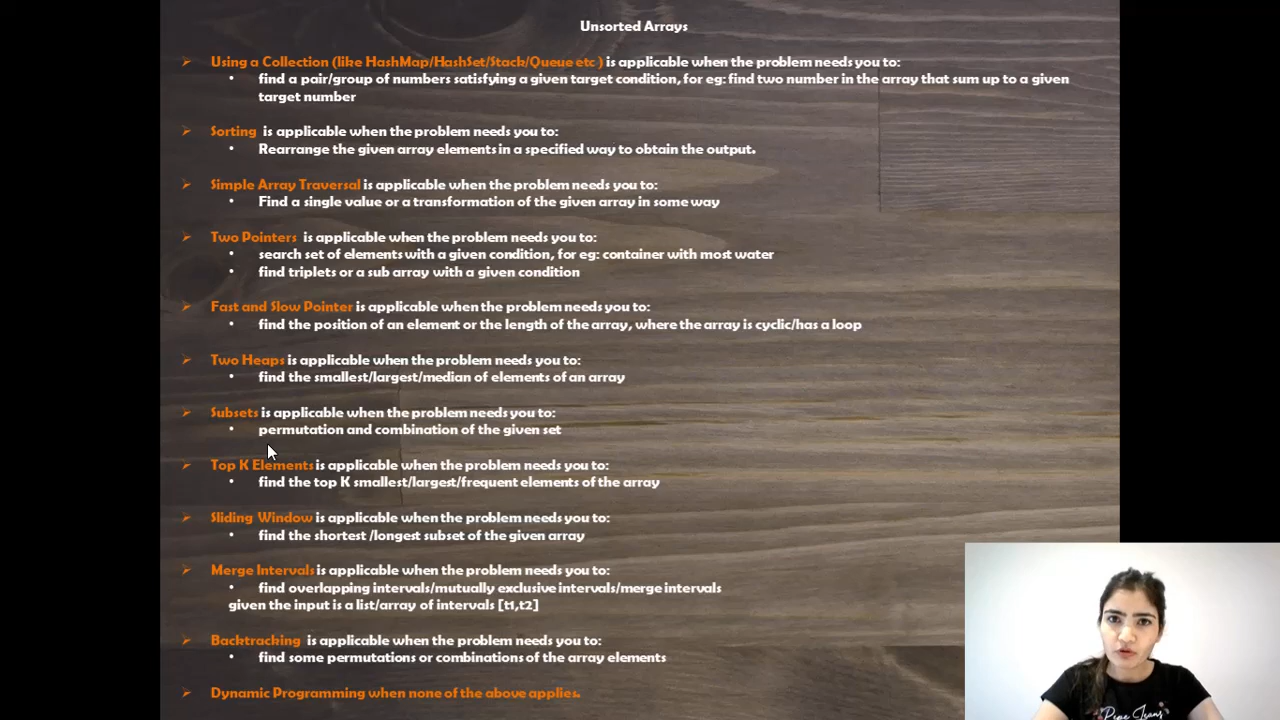 Unsorted Arrays
➢ Using a Collection (like HashMap/HashSet/Stack/Queue etc ) is applicable when the problem needs you to:
• find a pair/group of numbers satisfying a given target condition, for eg: find two number in the array that sum up to a given
target number
➢ Sorting is applicable when the problem needs you to:
• Rearrange the given array elements in a specified way to obtain the output.
➢ Simple Array Traversal is applicable when the problem needs you to:
• Find a single value or a transformation of the given array in some way
➢ Two Pointers is applicable when the problem needs you to:
• search set of elements with a given condition, for eg: container with most water
• find triplets or a sub array with a given condition
➢ Fast and Slow Pointer is applicable when the problem needs you to:
• find the position of an element or the length of the array, where the array is cyclic/has a loop
➢ Two Heaps is applicable when the problem needs you to:
• find the smallest/largest/median of elements of an array
➢ Subsets is applicable when the problem needs you to:
• permutation and combination of the given set
➢ Top K Elements is applicable when the problem needs you to:
• find the top K smallest/largest/frequent elements of the array
➢ Sliding Window is applicable when the problem needs you to:
• find the shortest /longest subset of the given array
➢ Merge Intervals is applicable when the problem needs you to:
• find overlapping intervals/mutually exclusive intervals/merge intervals
given the input is a list/array of intervals [t1,t2]
➢ Backtracking is applicable when the problem needs you to:
• find some permutations or combinations of the array elements
➢ Dynamic Programming when none of the above applies.
Pepe Jeans